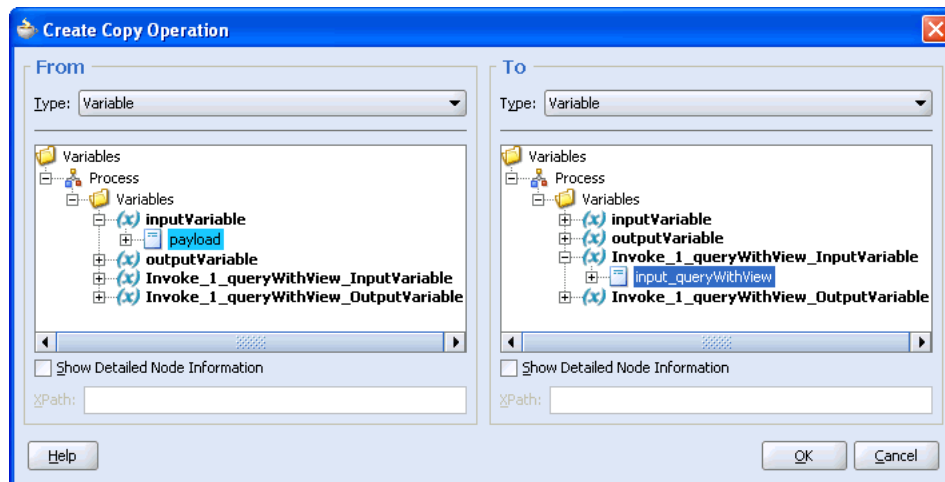 Create Copy Operation
From
Type: Variable
Variables
Process
Variables
inputVariable
payload
outputVariable
Invoke_1_queryWithView_InputVariable
Invoke_1_queryWithView_OutputVariable
Show Detailed Node Information
XPath:
To
Type: Variable
Variables
Process
Variables
inputVariable
outputVariable
Invoke_1_queryWithView_InputVariable
input_queryWithView
Invoke_1_queryWithView_OutputVariable
Show Detailed Node Information
XPath:
Help
OK
Cancel